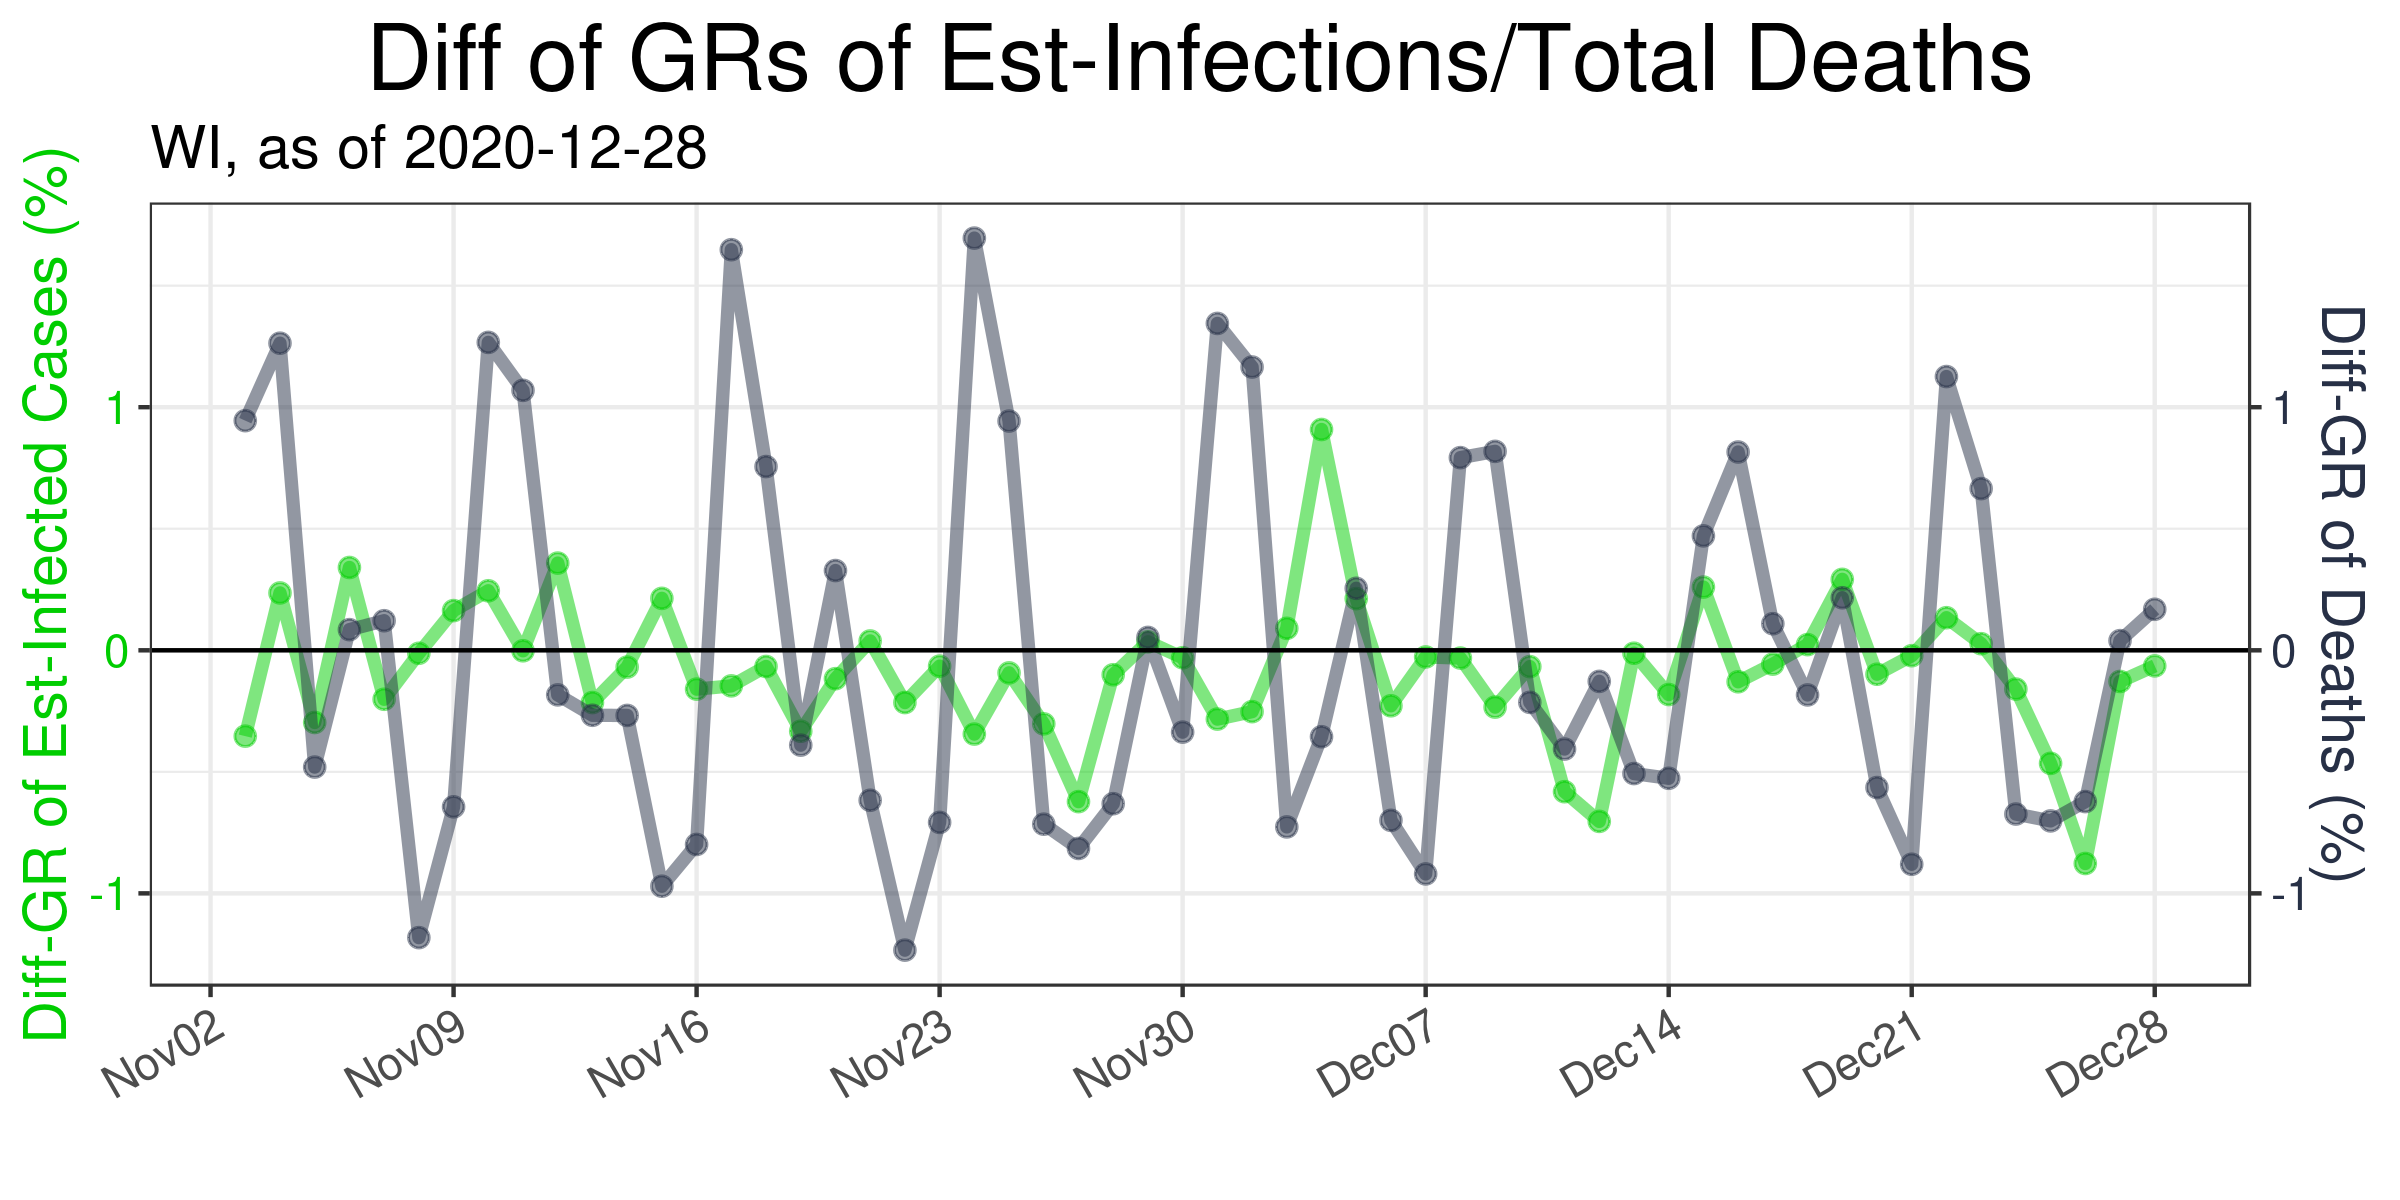 Diff of GRs of Est-Infections/Total Deaths
WI, as of 2020-12-28
Diff-GR of Est-Infected Cases (%)
1
0
-1
1
0
-1
Diff-GR of Deaths (%)
Nov02
Nov09
Nov16
Nov23
Nov30
Dec07
Dec14
Dec21
Dec28